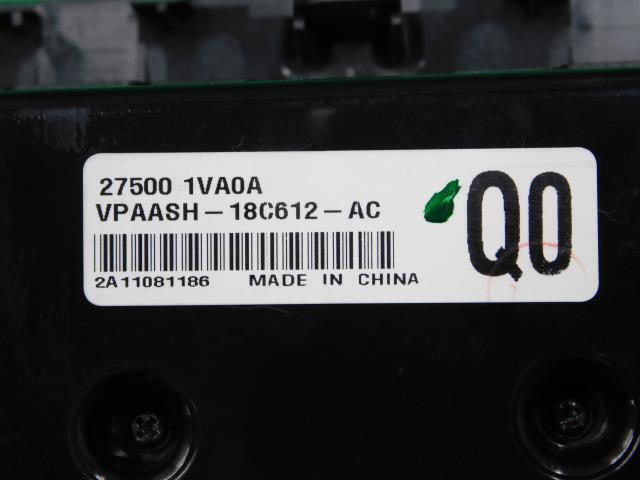 27500 1VA0A
VPAASH-18C612-AC
2A11081186 MADE IN CHINA
Q0